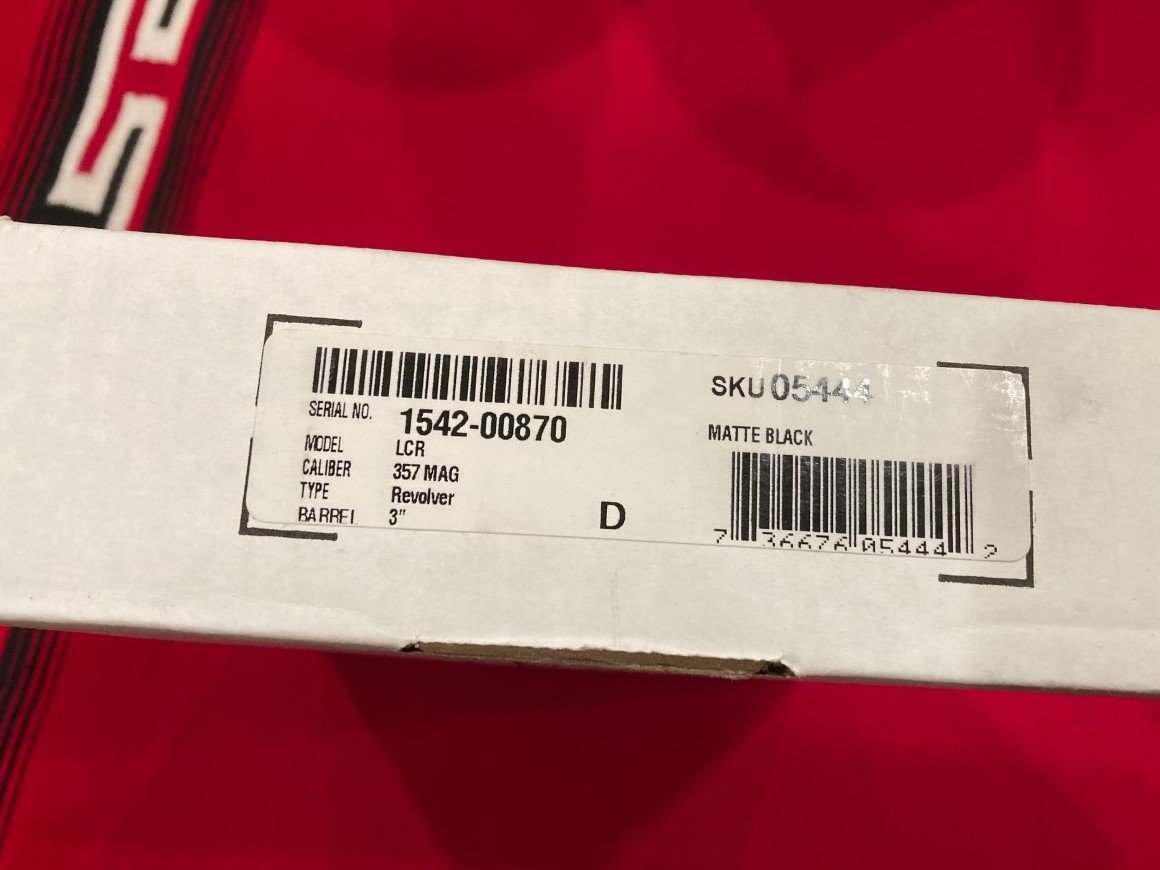 SERIAL NO. 1542-00870
MODEL LCR
CALIBER 357 MAG
TYPE Revolver
BARREL 3"
D
SKU 05444
MATTE BLACK
7 36676 05444 2